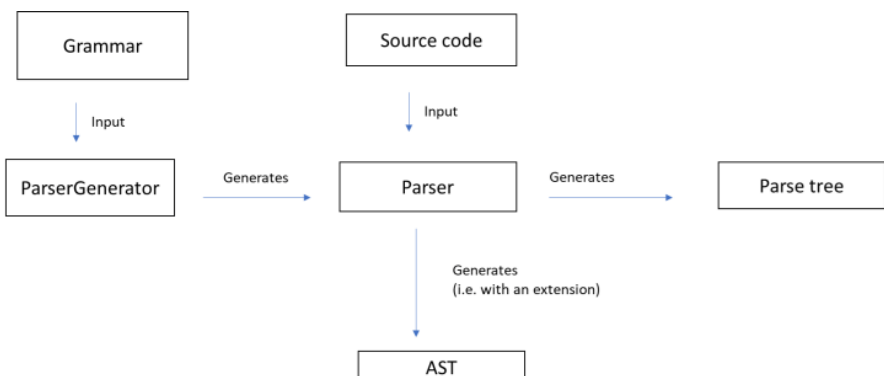 Grammar
Source code
Input
Input
ParserGenerator
Generates
Parser
Generates
Parse tree
Generates
(i.e. with an extension)
AST